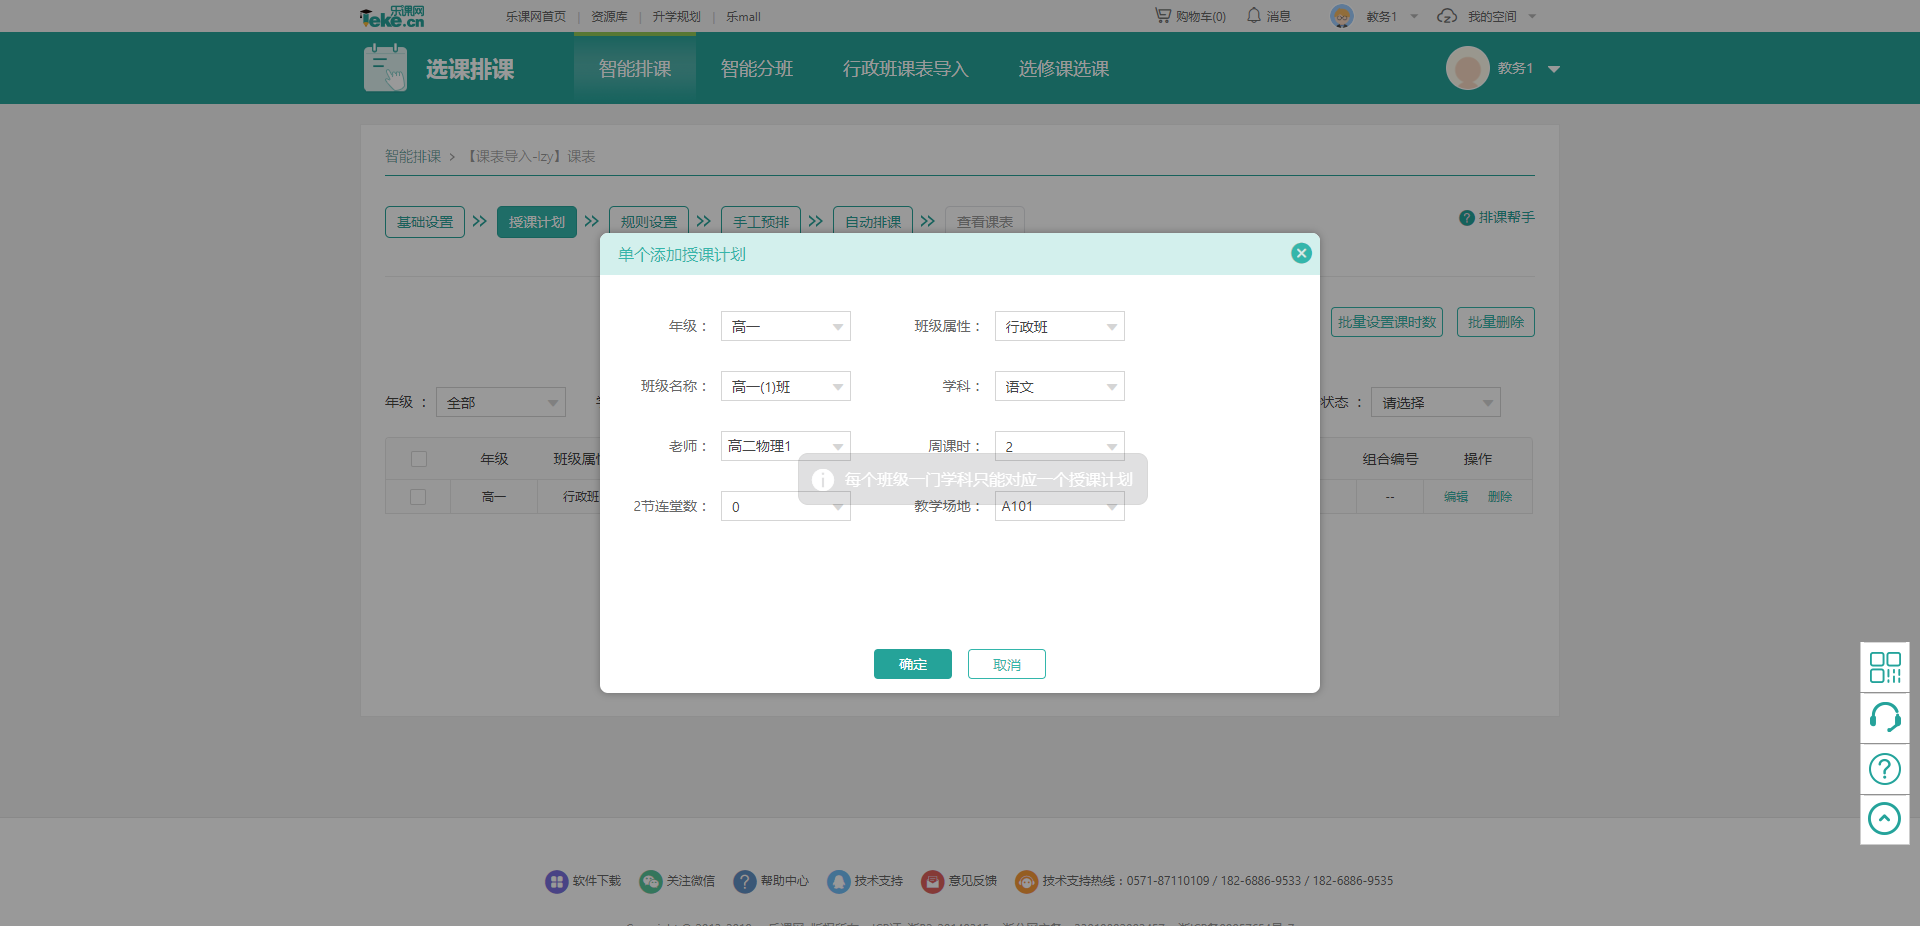 乐课网
leke.cn
乐课网首页 | 资源库 | 升学规划 | 乐mall
购物车(0) 消息 教务1 我的空间
选课排课 智能排课 智能分班 行政班课表导入 选修课选课 教务1
智能排课 > 【课表导入-lzy】课表
基础设置 >> 授课计划 >> 规则设置 >> 手工预排 >> 自动排课 >> 查看课表 排课帮手
单个添加授课计划
年级： 高一 班级属性： 行政班
批量设置课时数 批量删除
班级名称： 高一(1)班 学科： 语文
年级 ： 全部 状态 ： 请选择
老师： 高二物理1 周课时： 2
年级 班级属 组合编号 操作
每个班级一门学科只能对应一个授课计划
高一 行政班 -- 编辑 删除
2节连堂数： 0 教学场地： A101
确定 取消
软件下载 关注微信 帮助中心 技术支持 意见反馈 技术支持热线：0571-87110109 / 182-6886-9533 / 182-6886-9535